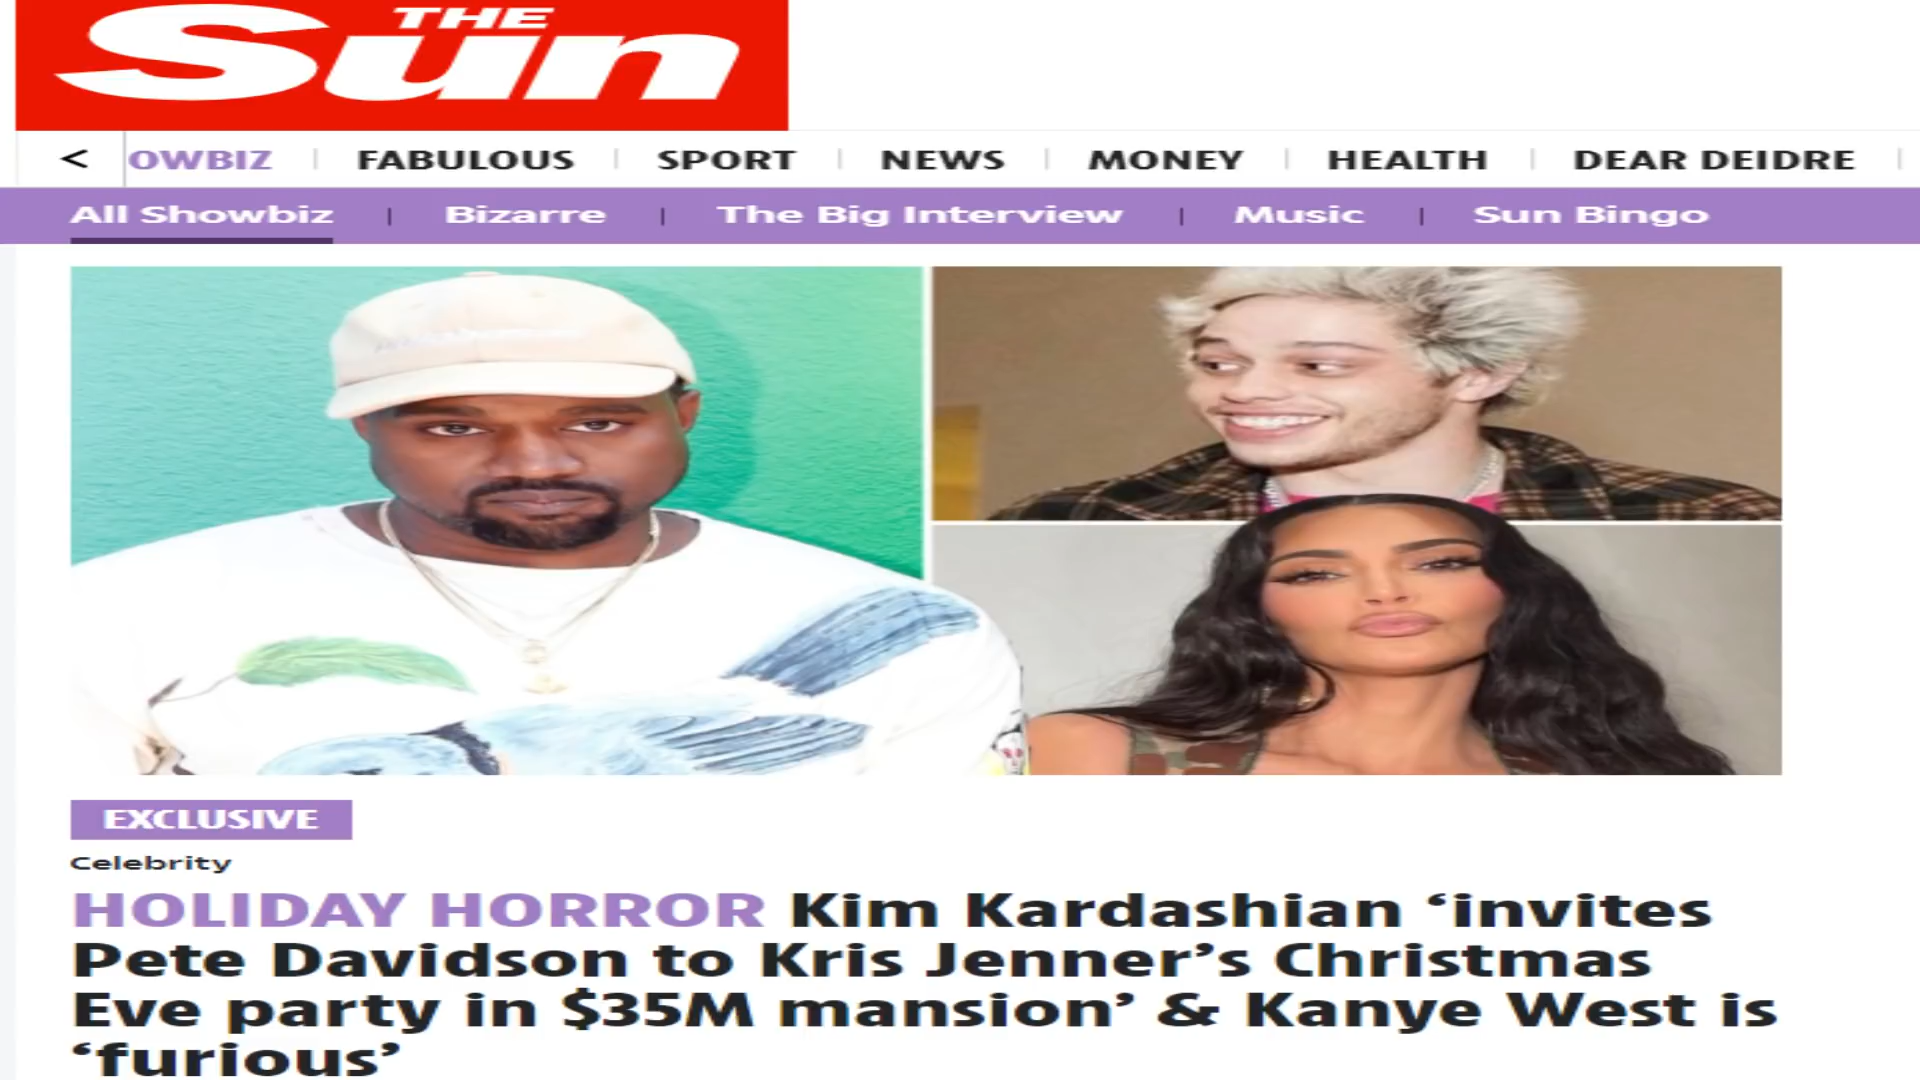 THE
Sun
< OWBIZ | FABULOUS | SPORT | NEWS | MONEY | HEALTH | DEAR DEIDRE |
All Showbiz | Bizarre | The Big Interview | Music | Sun Bingo
EXCLUSIVE
Celebrity
HOLIDAY HORROR Kim Kardashian ‘invites
Pete Davidson to Kris Jenner’s Christmas
Eve party in $35M mansion’ & Kanye West is
‘furious’